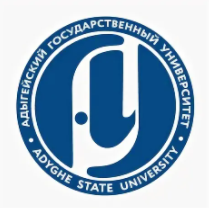 АДЫГЕЙСКИЙ ГОСУДАРСТВЕННЫЙ УНИВЕРСИТЕТ
ADYGHE STATE UNIVERSITY